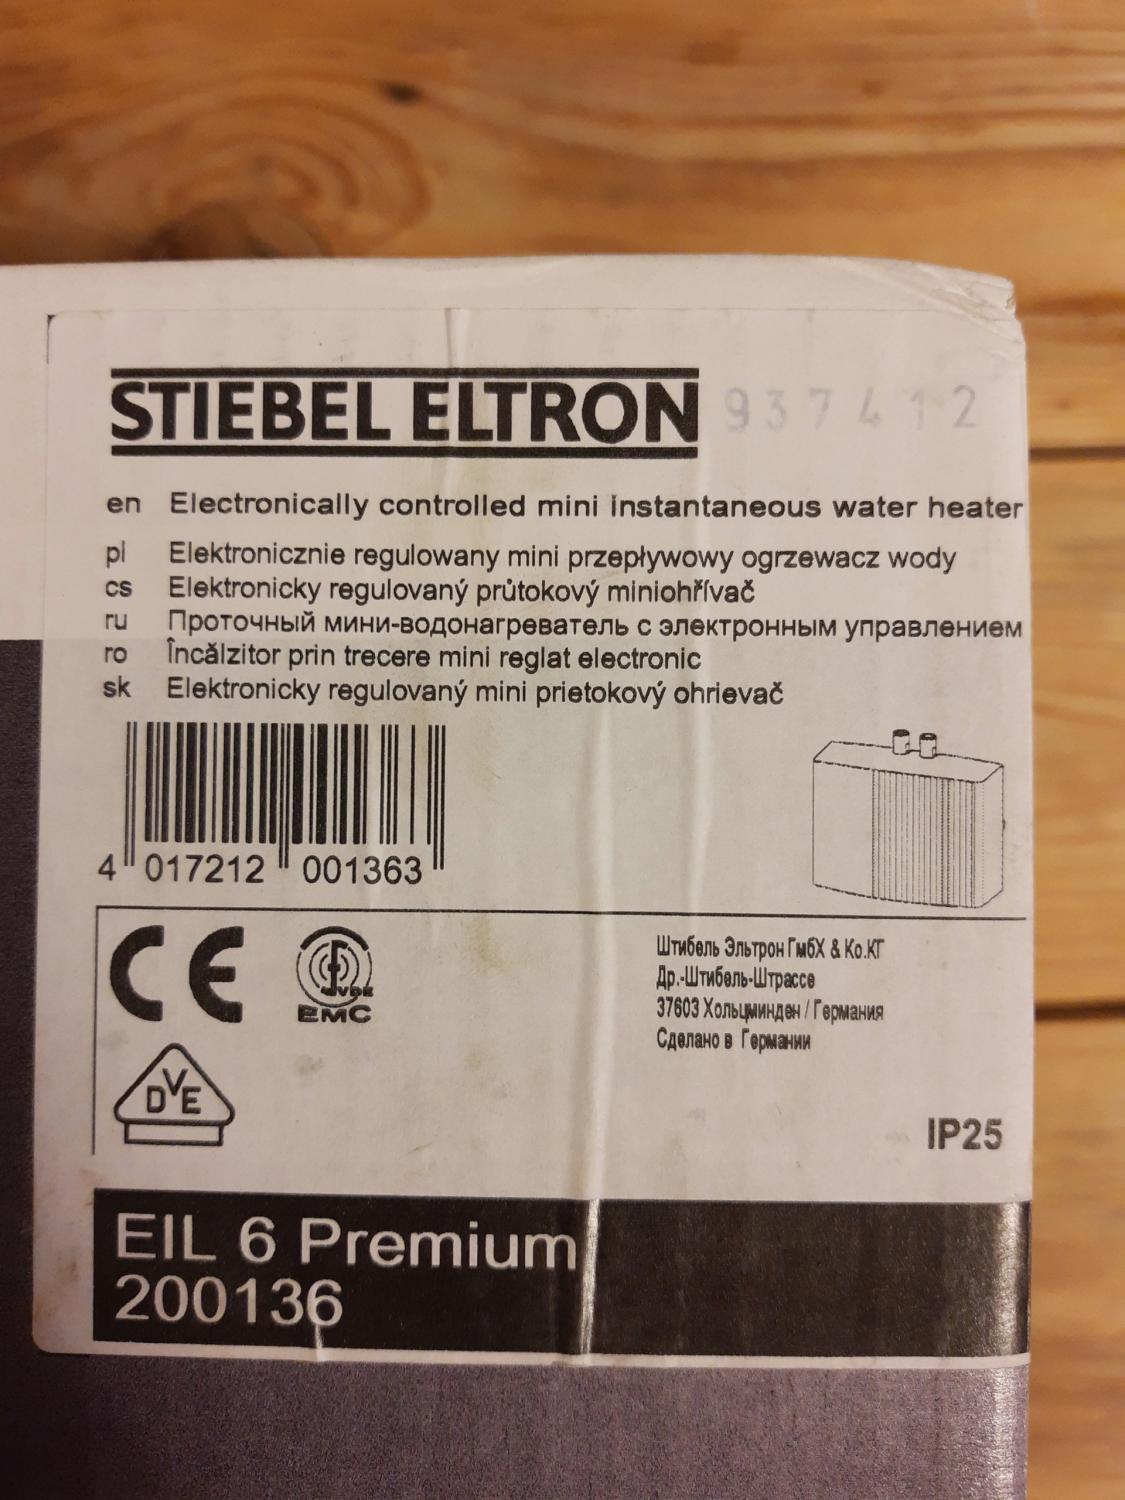 STIEBEL ELTRON 937412
en Electronically controlled mini instantaneous water heater
pl Elektronicznie regulowany mini przepływowy ogrzewacz wody
cs Elektronicky regulovaný průtokový miniohřívač
ru Проточный мини-водонагреватель с электронным управлением
ro Încălzitor prin trecere mini reglat electronic
sk Elektronicky regulovaný mini prietokový ohrievač
4 017212 001363
CE
VDE
EMC
DVE
Штибель Эльтрон ГмбХ & Ко.КГ
Др.-Штибель-Штрассе
37603 Хольцминден / Германия
Сделано в Германии
IP25
EIL 6 Premium
200136